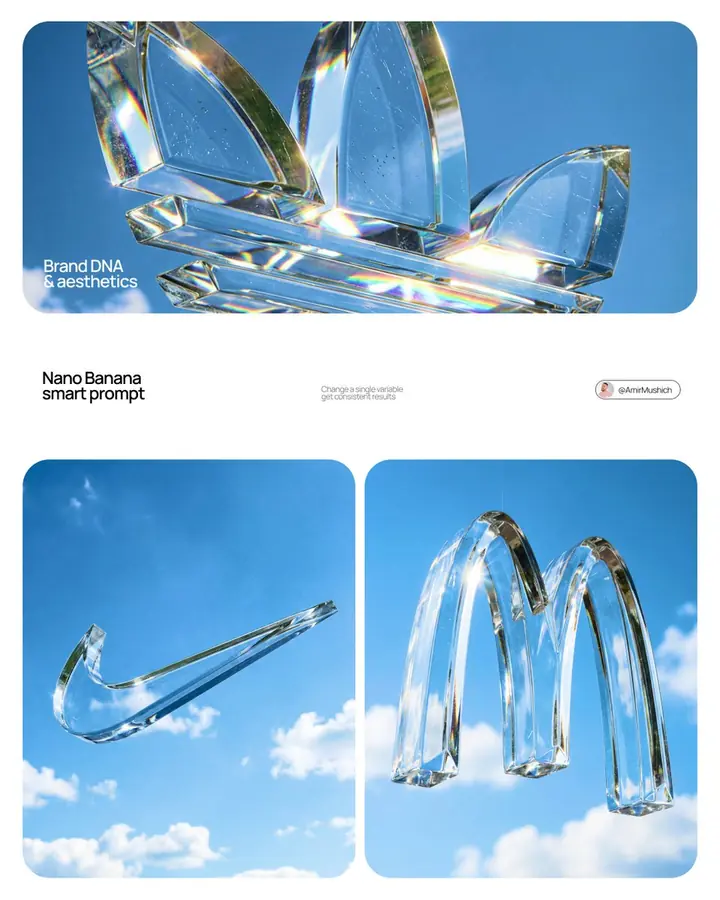 Brand DNA
& aesthetics
Nano Banana
smart prompt
Change a single variable
get consistent results
@AmirMushich